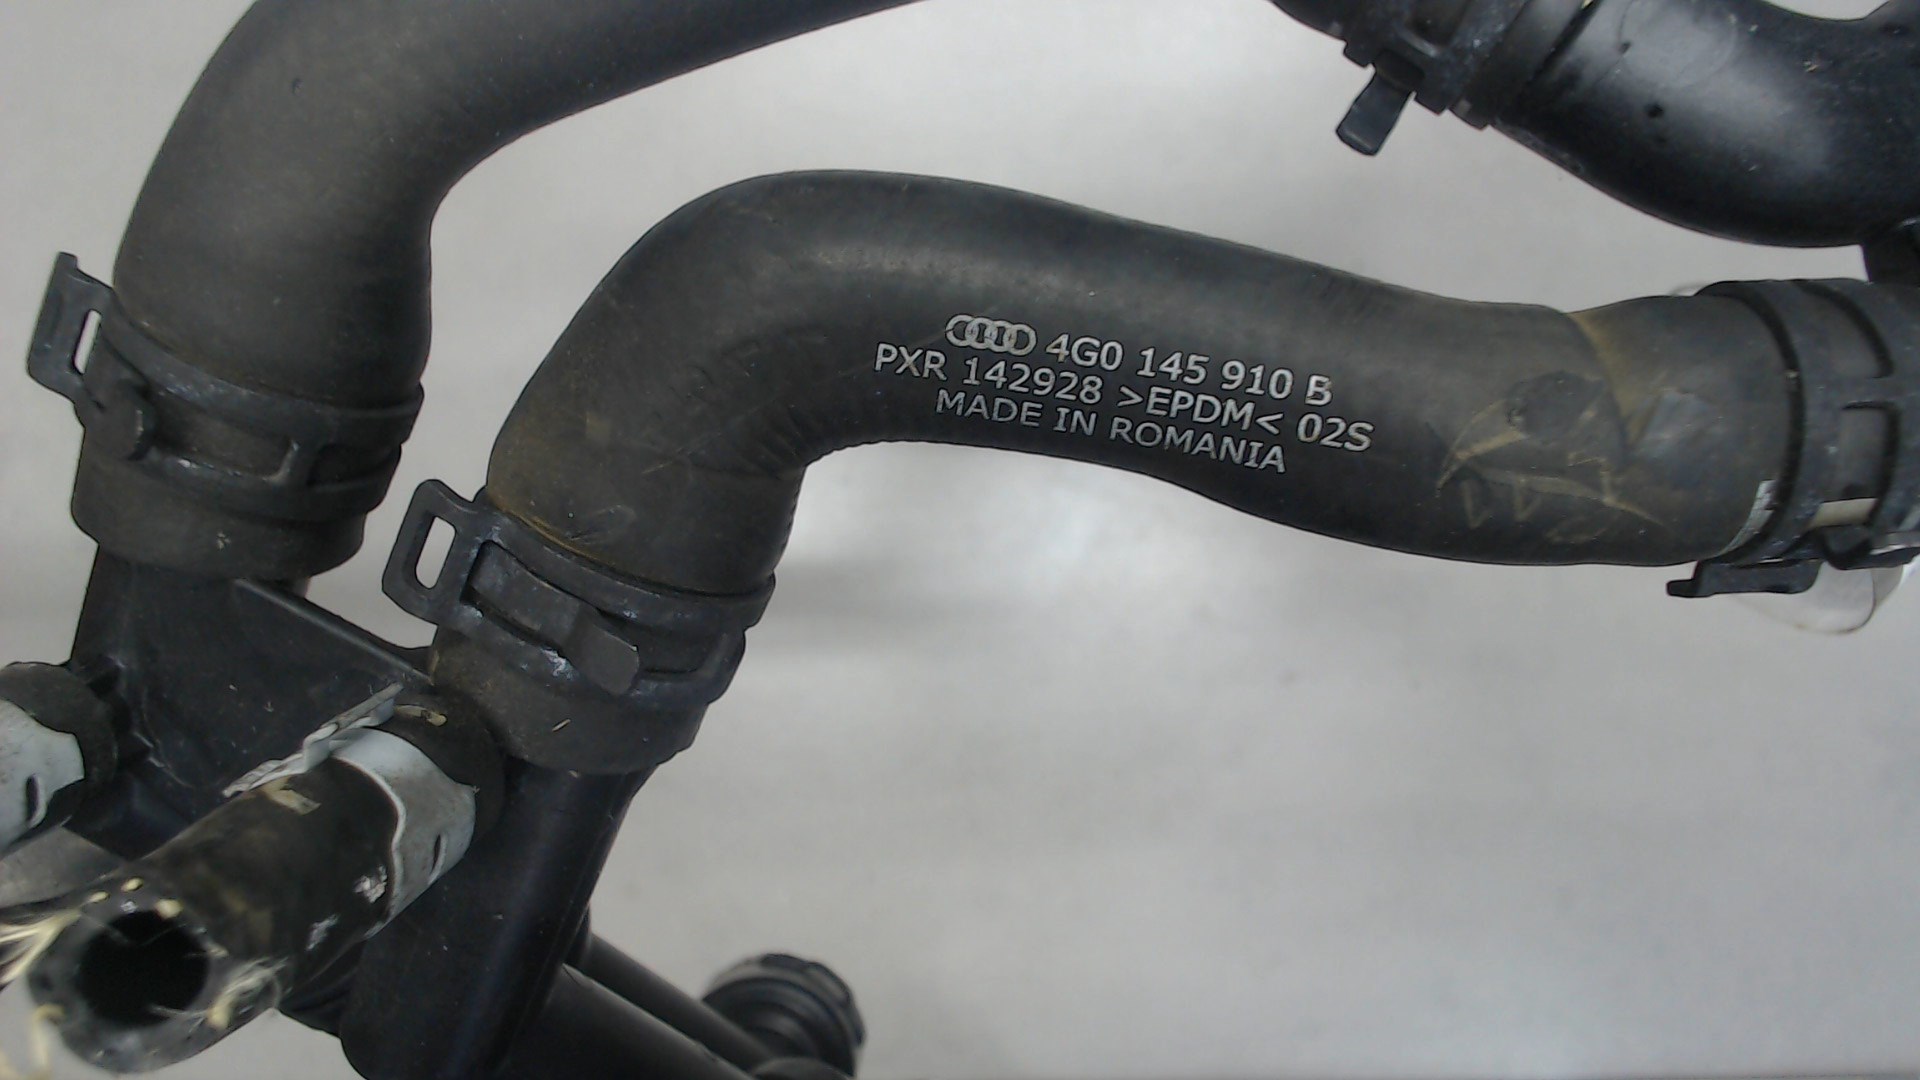 4G0 145 910 B
PXR 142928 >EPDM< 02S
MADE IN ROMANIA